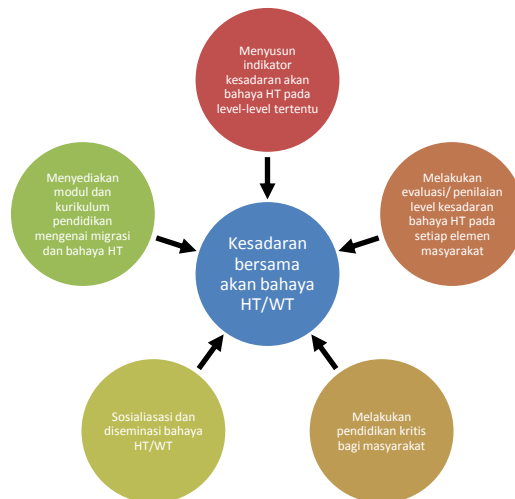 Menyusun
indikator
kesadaran akan
bahaya HT pada
level-level tertentu
Melakukan
evaluasi/ penilaian
level kesadaran
bahaya HT pada
setiap elemen
masyarakat
Melakukan
pendidikan kritis
bagi masyarakat
Sosialiasasi dan
diseminasi bahaya
HT/WT
Menyediakan
modul dan
kurikulum
pendidikan
mengenai migrasi
dan bahaya HT
Kesadaran
bersama
akan bahaya
HT/WT